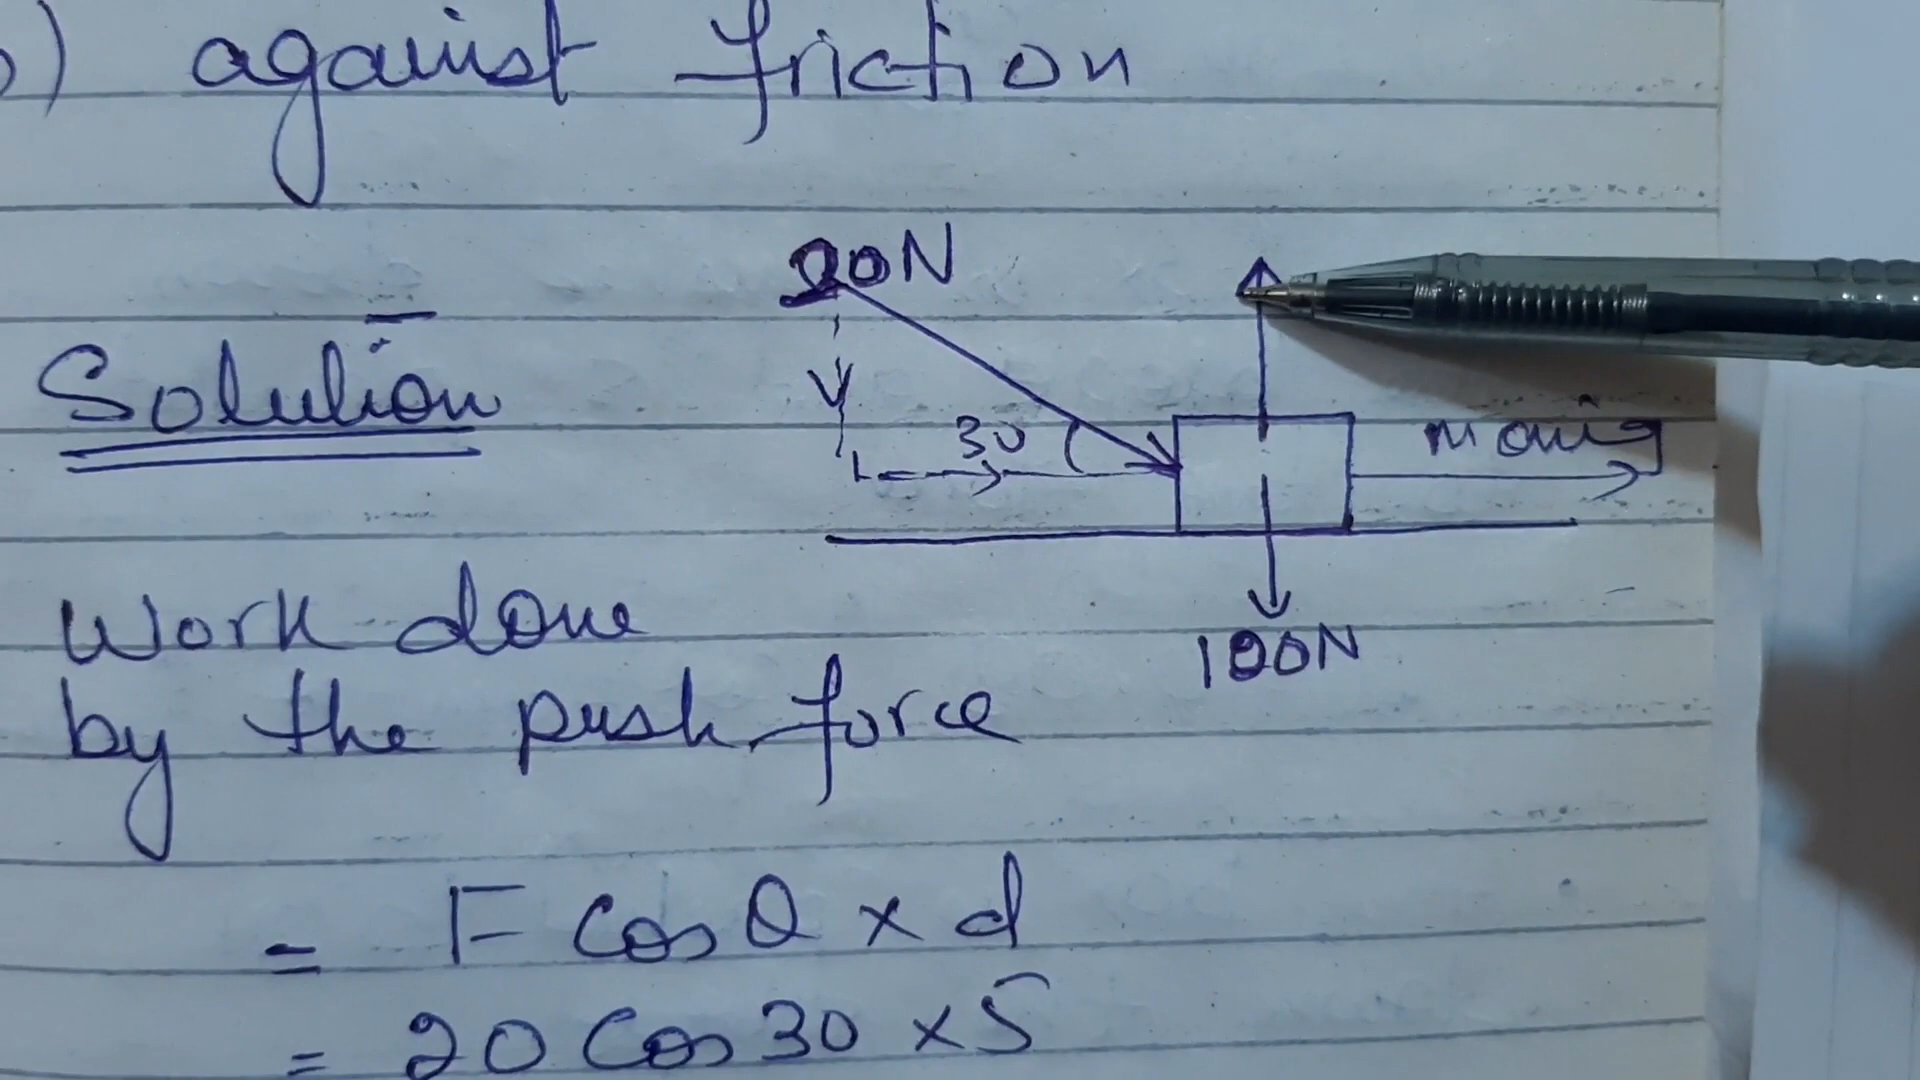 ) against friction
20N
Solution
30
moving
100N
Work done
by the push force
= F Cos θ x d
= 20 Cos 30 x 5